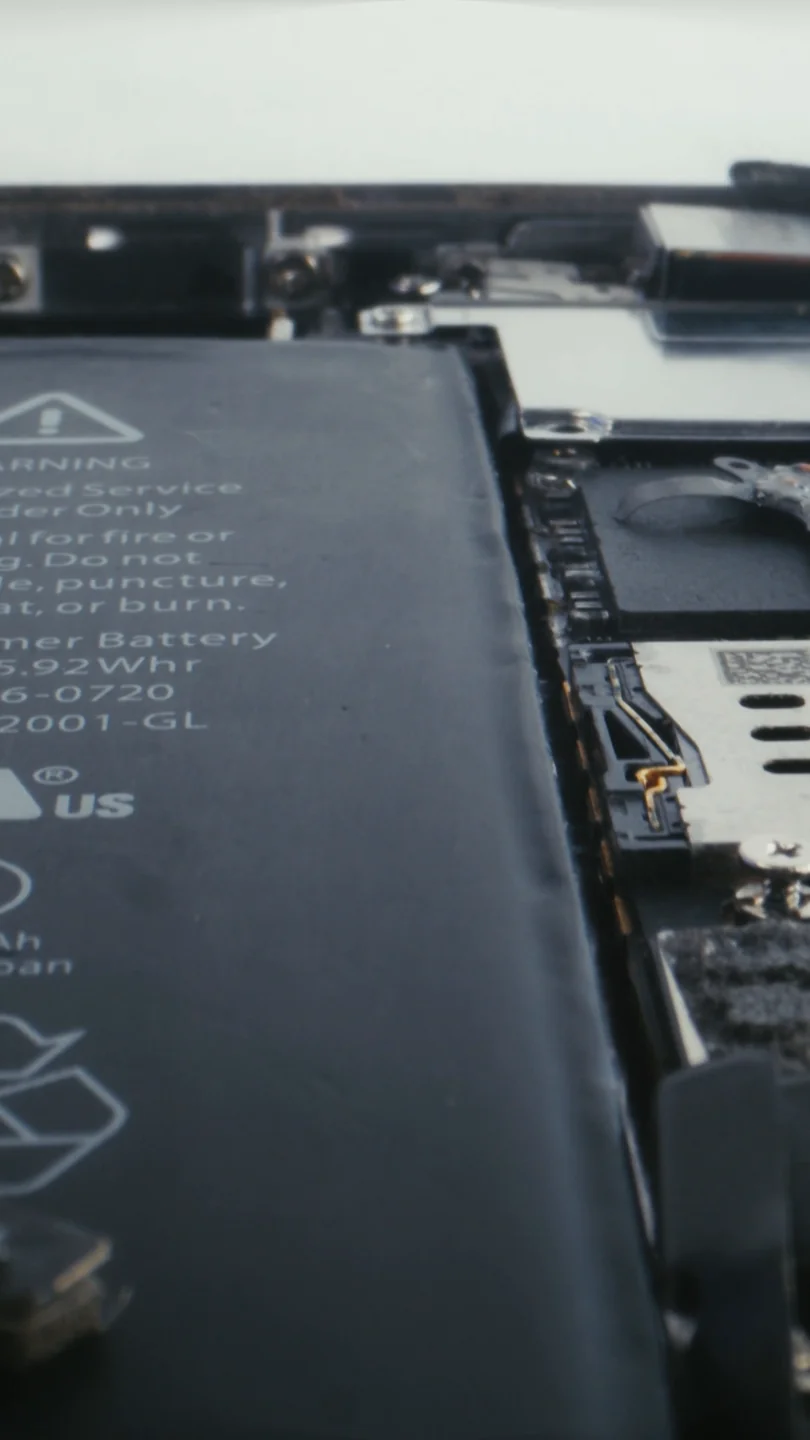 ARNING
zed Service
der Only
al for fire or
g. Do not
le, puncture,
at, or burn.
mer Battery
5.92Whr
6-0720
2001-GL
® US
Ah
pan